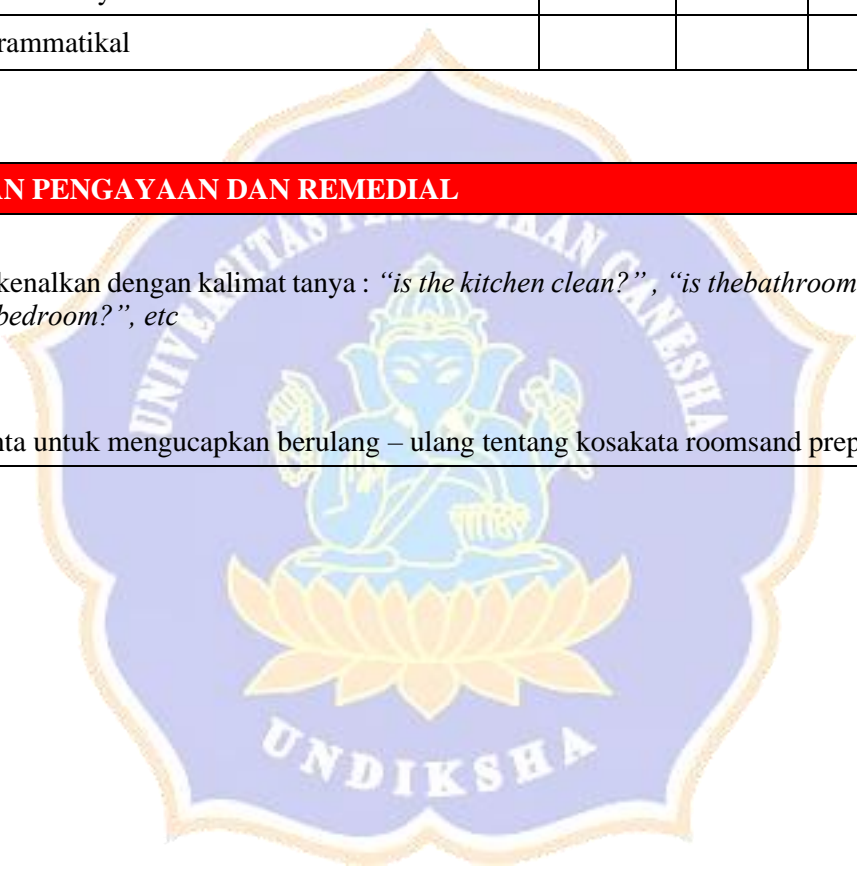 rammatikal
AN PENGAYAAN DAN REMEDIAL
UNIVERSITAS PENDIDIKAN GANESHA
kenalkan dengan kalimat tanya : “is the kitchen clean?” , “is thebathroom
bedroom?”, etc
nta untuk mengucapkan berulang – ulang tentang kosakata roomsand prep
UNDIKSHA